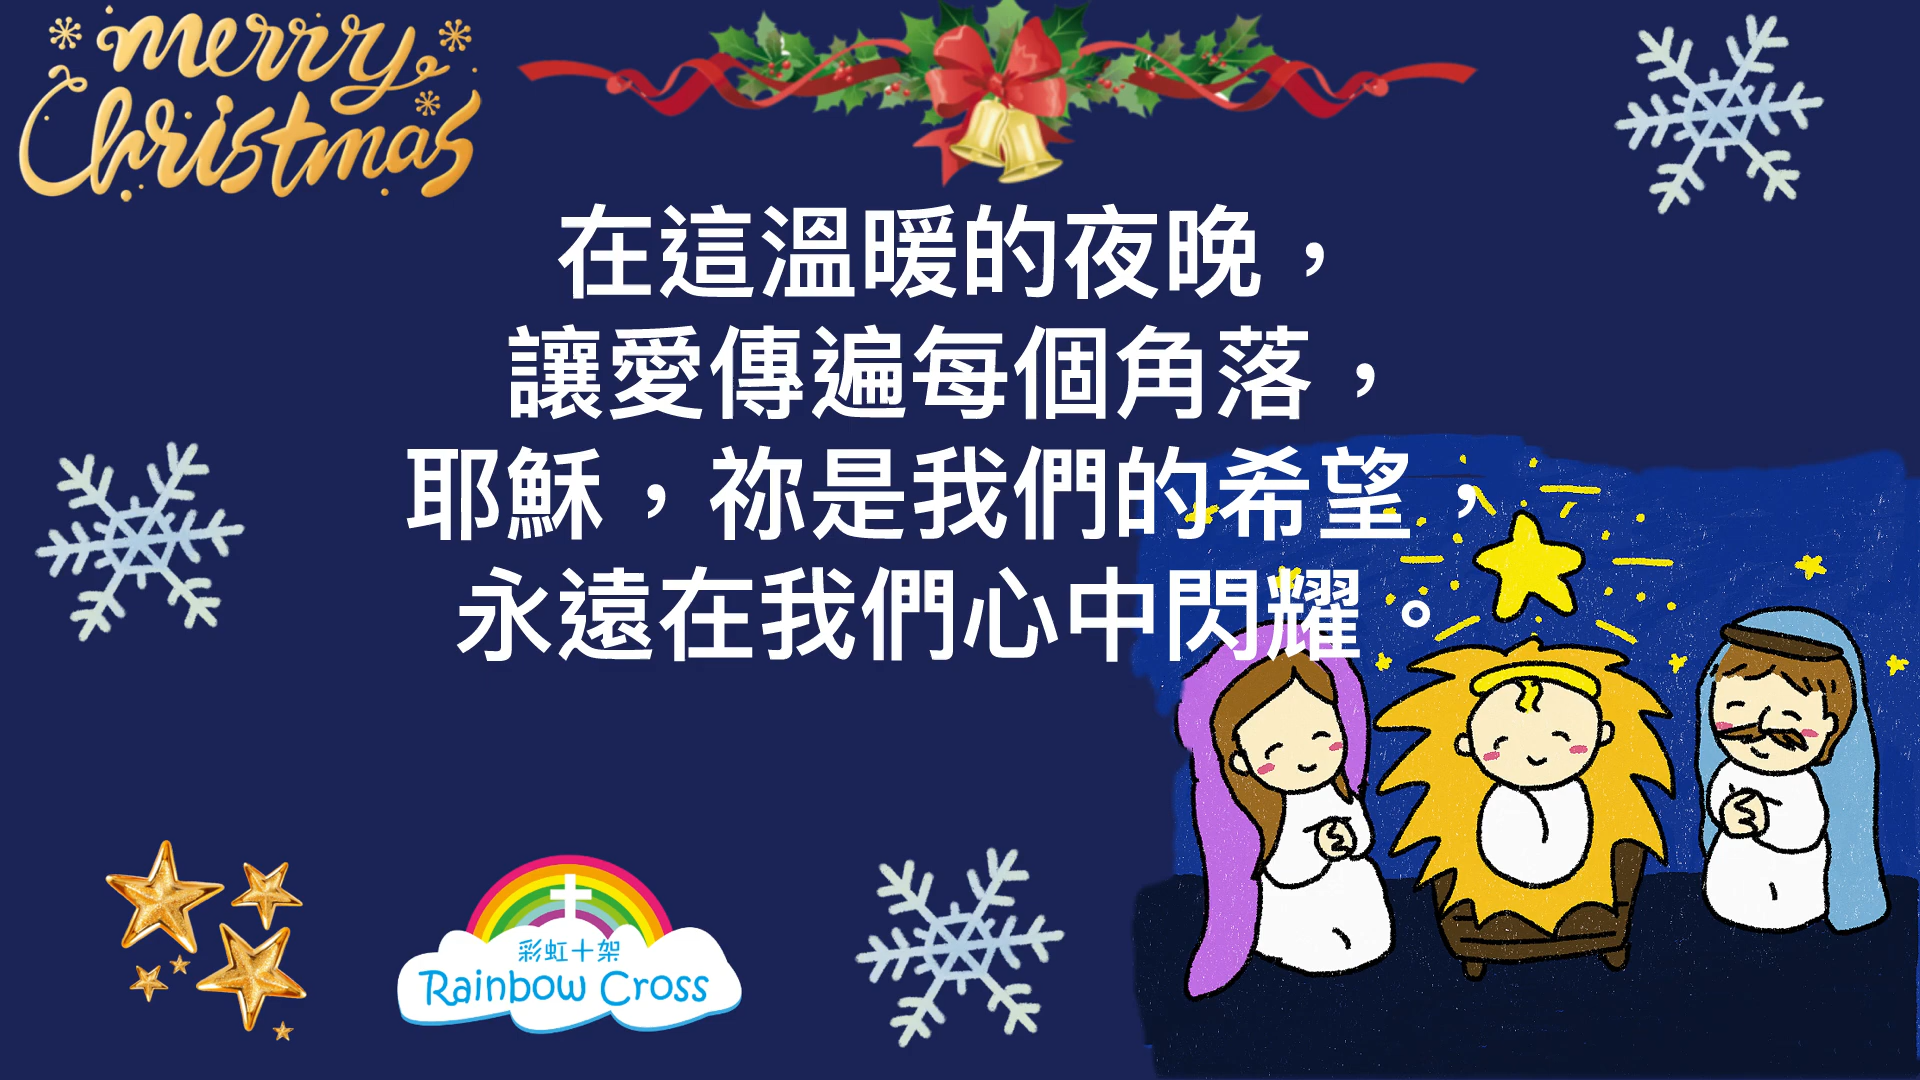 merry
Christmas
在這溫暖的夜晚，
讓愛傳遍每個角落，
耶穌，祢是我們的希望，
永遠在我們心中閃耀。
彩虹十架
Rainbow Cross